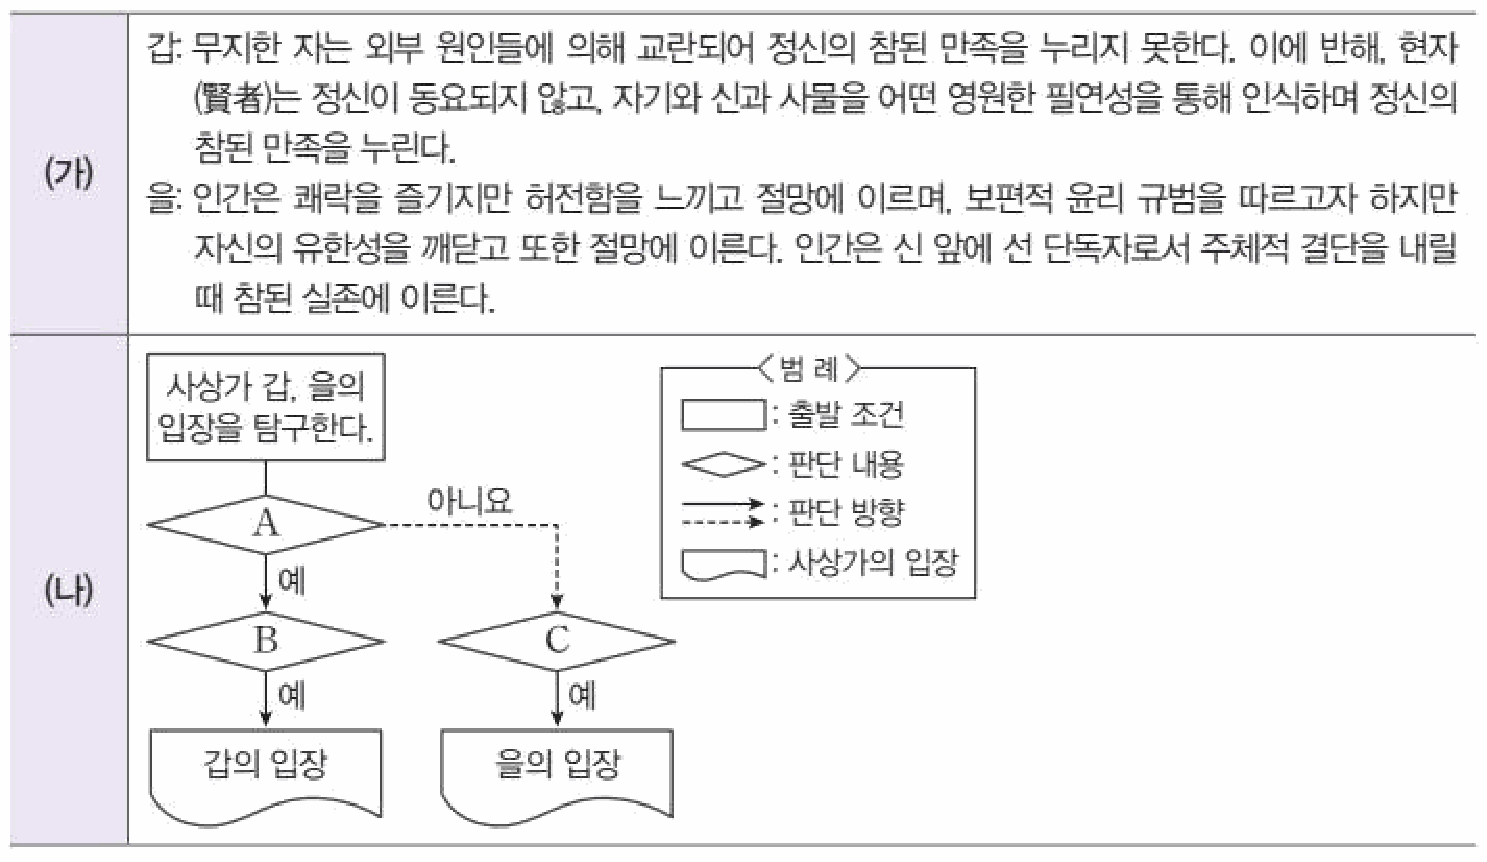 (가)
갑: 무지한 자는 외부 원인들에 의해 교란되어 정신의 참된 만족을 누리지 못한다. 이에 반해, 현자
(賢者)는 정신이 동요되지 않고, 자기와 신과 사물을 어떤 영원한 필연성을 통해 인식하며 정신의
참된 만족을 누린다.
을: 인간은 쾌락을 즐기지만 허전함을 느끼고 절망에 이르며, 보편적 윤리 규범을 따르고자 하지만
자신의 유한성을 깨닫고 또한 절망에 이른다. 인간은 신 앞에 선 단독자로서 주체적 결단을 내릴
때 참된 실존에 이른다.
(나)
사상가 갑, 을의
입장을 탐구한다.
A
아니요
예
B
C
예
예
갑의 입장
을의 입장
〈범 례〉
: 출발 조건
: 판단 내용
: 판단 방향
: 사상가의 입장